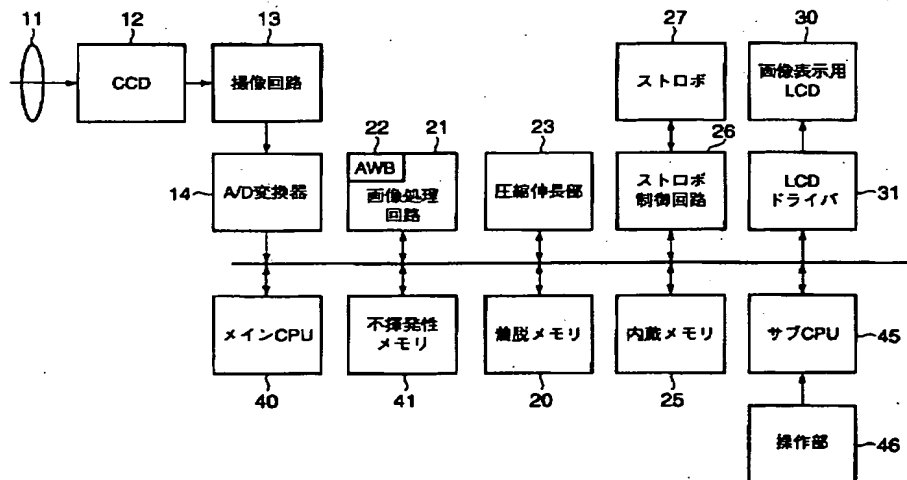 11
12
13
27
30
CCD
撮像回路
ストロボ
画像表示用
LCD
22
21
23
26
14
A/D変換器
AWB
画像処理
回路
圧縮伸長部
ストロボ
制御回路
LCD
ドライバ
31
メインCPU
不揮発性
メモリ
着脱メモリ
内蔵メモリ
サブCPU
45
40
41
20
25
操作部
46